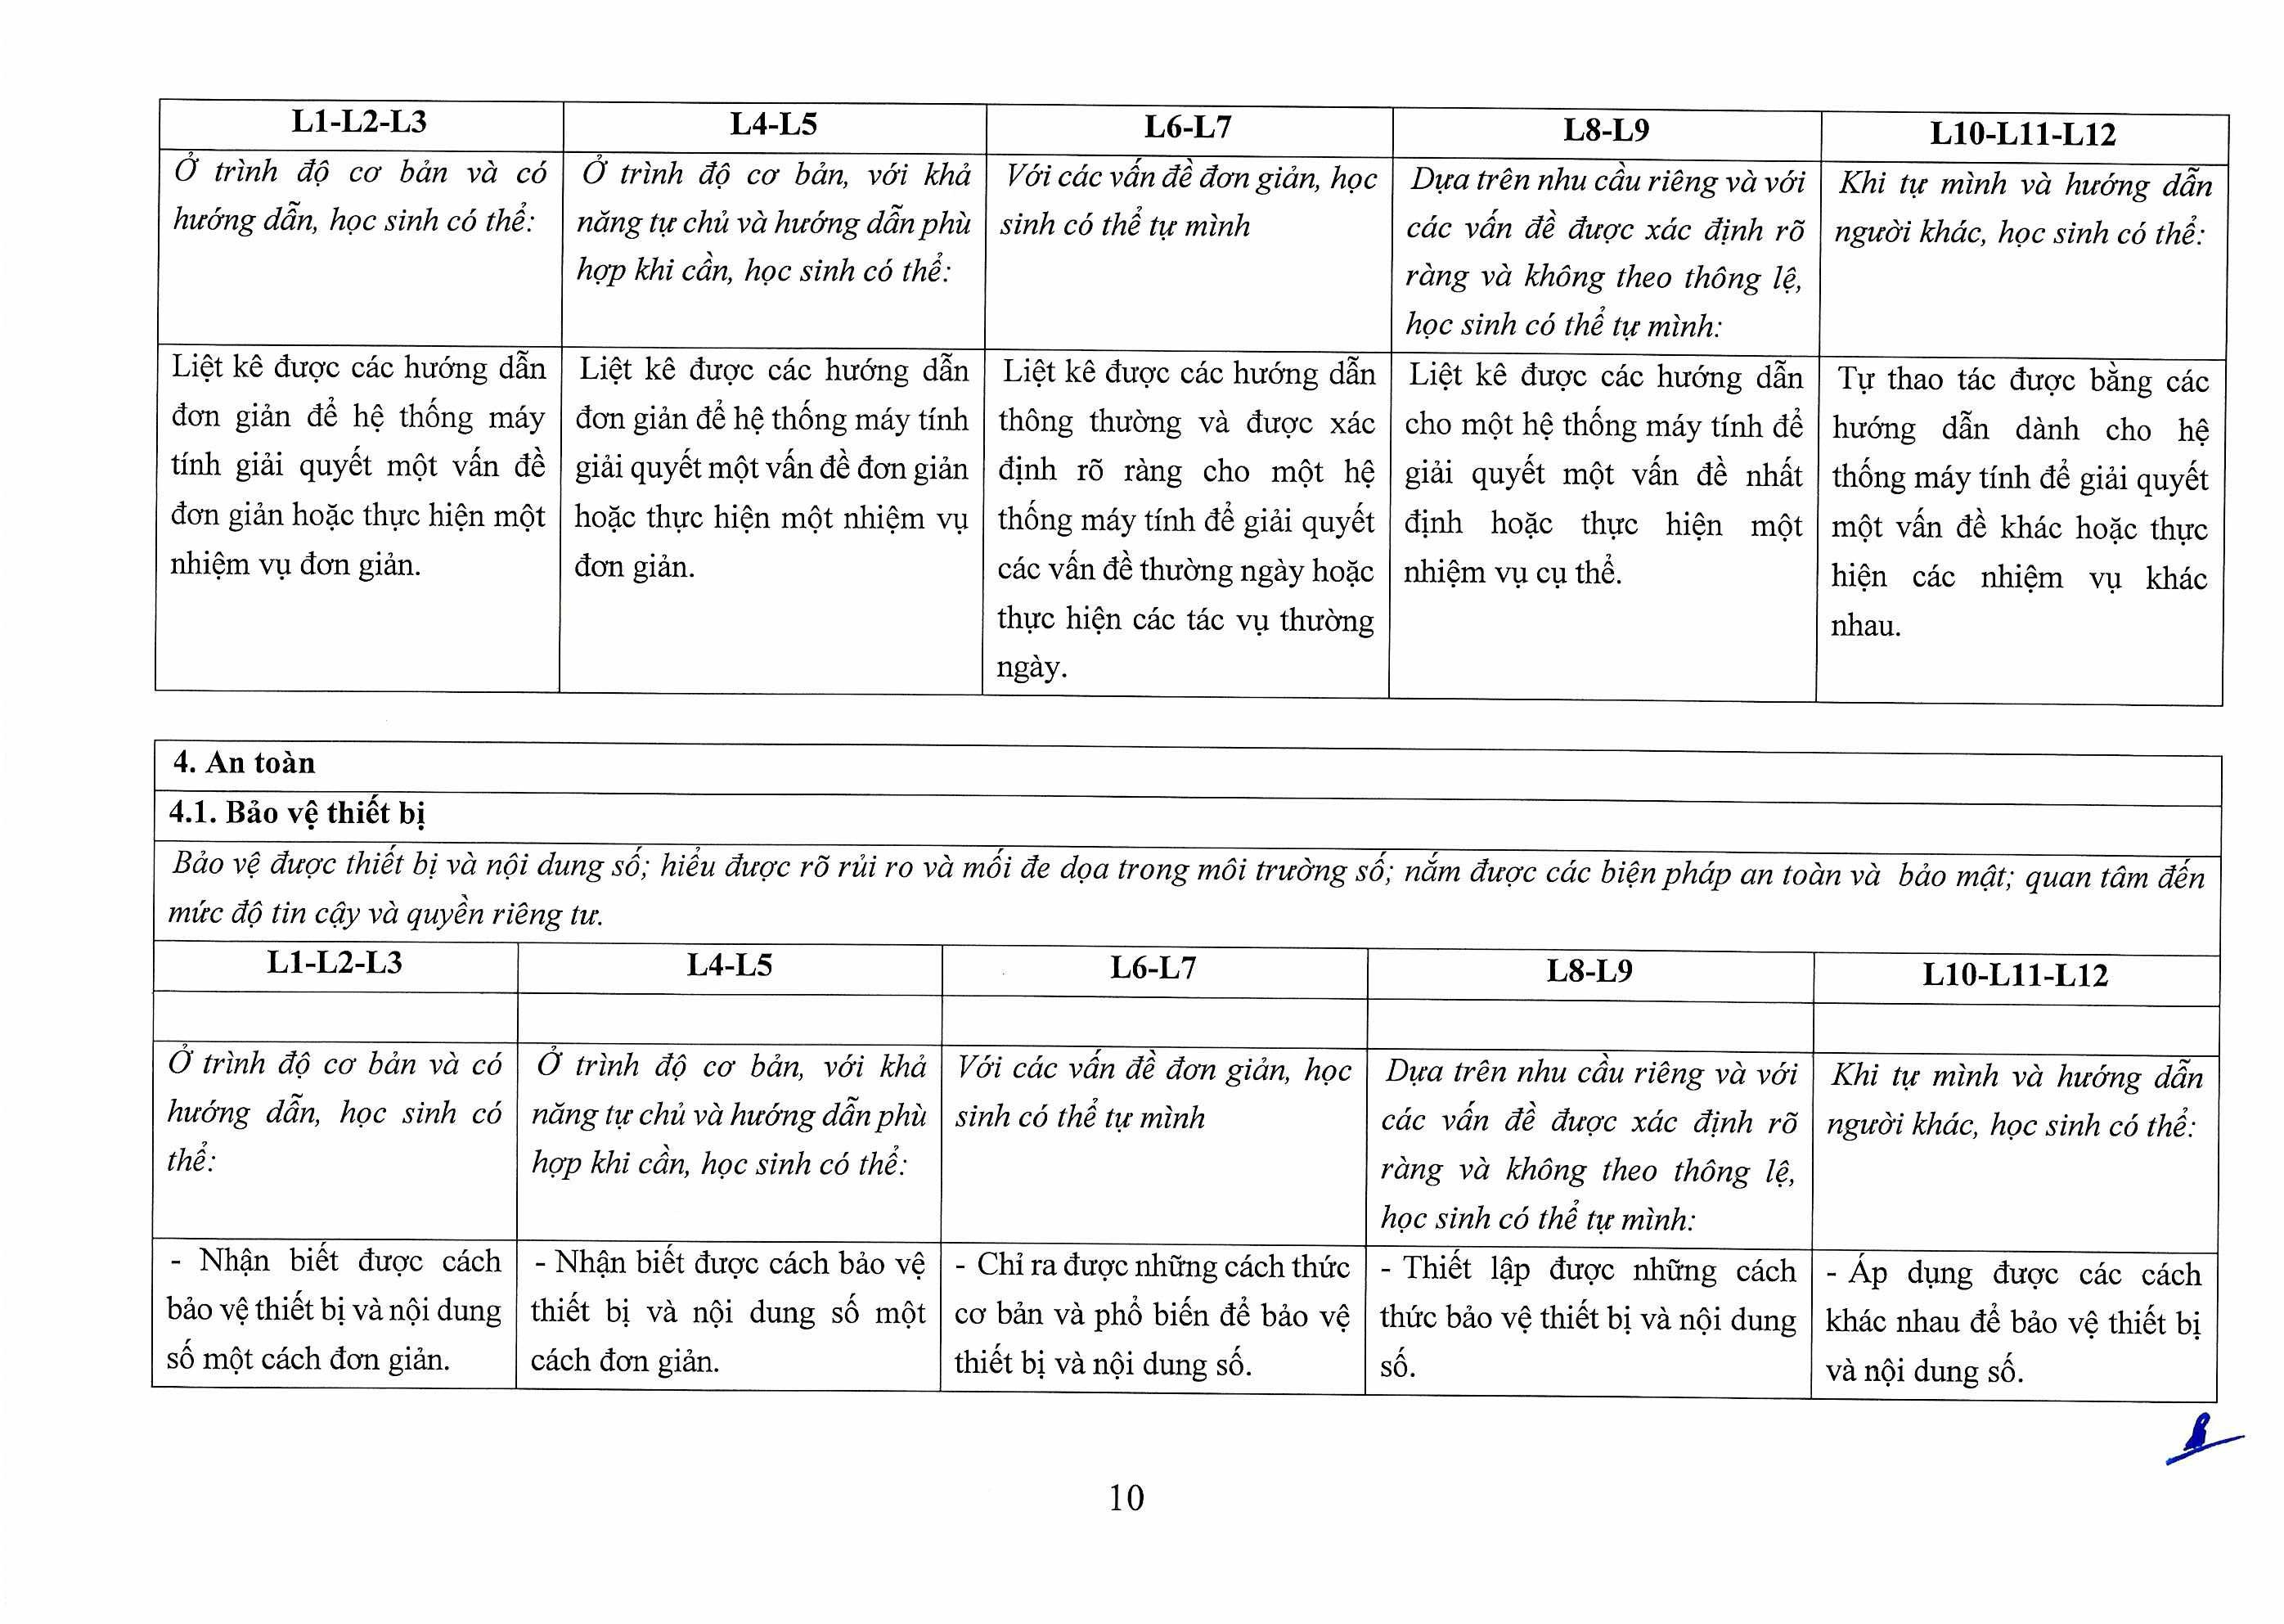 L1-L2-L3
L4-L5
L6-L7
L8-L9
L10-L11-L12
Ở trình độ cơ bản và có
hướng dẫn, học sinh có thể:
Ở trình độ cơ bản, với khả
năng tự chủ và hướng dẫn phù
hợp khi cần, học sinh có thể:
Với các vấn đề đơn giản, học
sinh có thể tự mình
Dựa trên nhu cầu riêng và với
các vấn đề được xác định rõ
ràng và không theo thông lệ,
học sinh có thể tự mình:
Khi tự mình và hướng dẫn
người khác, học sinh có thể:
Liệt kê được các hướng dẫn
đơn giản để hệ thống máy
tính giải quyết một vấn đề
đơn giản hoặc thực hiện một
nhiệm vụ đơn giản.
Liệt kê được các hướng dẫn
đơn giản để hệ thống máy tính
giải quyết một vấn đề đơn giản
hoặc thực hiện một nhiệm vụ
đơn giản.
Liệt kê được các hướng dẫn
thông thường và được xác
định rõ ràng cho một hệ
thống máy tính để giải quyết
các vấn đề thường ngày hoặc
thực hiện các tác vụ thường
ngày.
Liệt kê được các hướng dẫn
cho một hệ thống máy tính để
giải quyết một vấn đề nhất
định hoặc thực hiện một
nhiệm vụ cụ thể.
Tự thao tác được bằng các
hướng dẫn dành cho hệ
thống máy tính để giải quyết
một vấn đề khác hoặc thực
hiện các nhiệm vụ khác
nhau.
4. An toàn
4.1. Bảo vệ thiết bị
Bảo vệ được thiết bị và nội dung số; hiểu được rõ rủi ro và mối đe dọa trong môi trường số; nắm được các biện pháp an toàn và bảo mật; quan tâm đến
mức độ tin cậy và quyền riêng tư.
L1-L2-L3
L4-L5
L6-L7
L8-L9
L10-L11-L12
Ở trình độ cơ bản và có
hướng dẫn, học sinh có
thể:
Ở trình độ cơ bản, với khả
năng tự chủ và hướng dẫn phù
hợp khi cần, học sinh có thể:
Với các vấn đề đơn giản, học
sinh có thể tự mình
Dựa trên nhu cầu riêng và với
các vấn đề được xác định rõ
ràng và không theo thông lệ,
học sinh có thể tự mình:
Khi tự mình và hướng dẫn
người khác, học sinh có thể:
- Nhận biết được cách
bảo vệ thiết bị và nội dung
số một cách đơn giản.
- Nhận biết được cách bảo vệ
thiết bị và nội dung số một
cách đơn giản.
- Chỉ ra được những cách thức
cơ bản và phổ biến để bảo vệ
thiết bị và nội dung số.
- Thiết lập được những cách
thức bảo vệ thiết bị và nội dung
số.
- Áp dụng được các cách
khác nhau để bảo vệ thiết bị
và nội dung số.
10